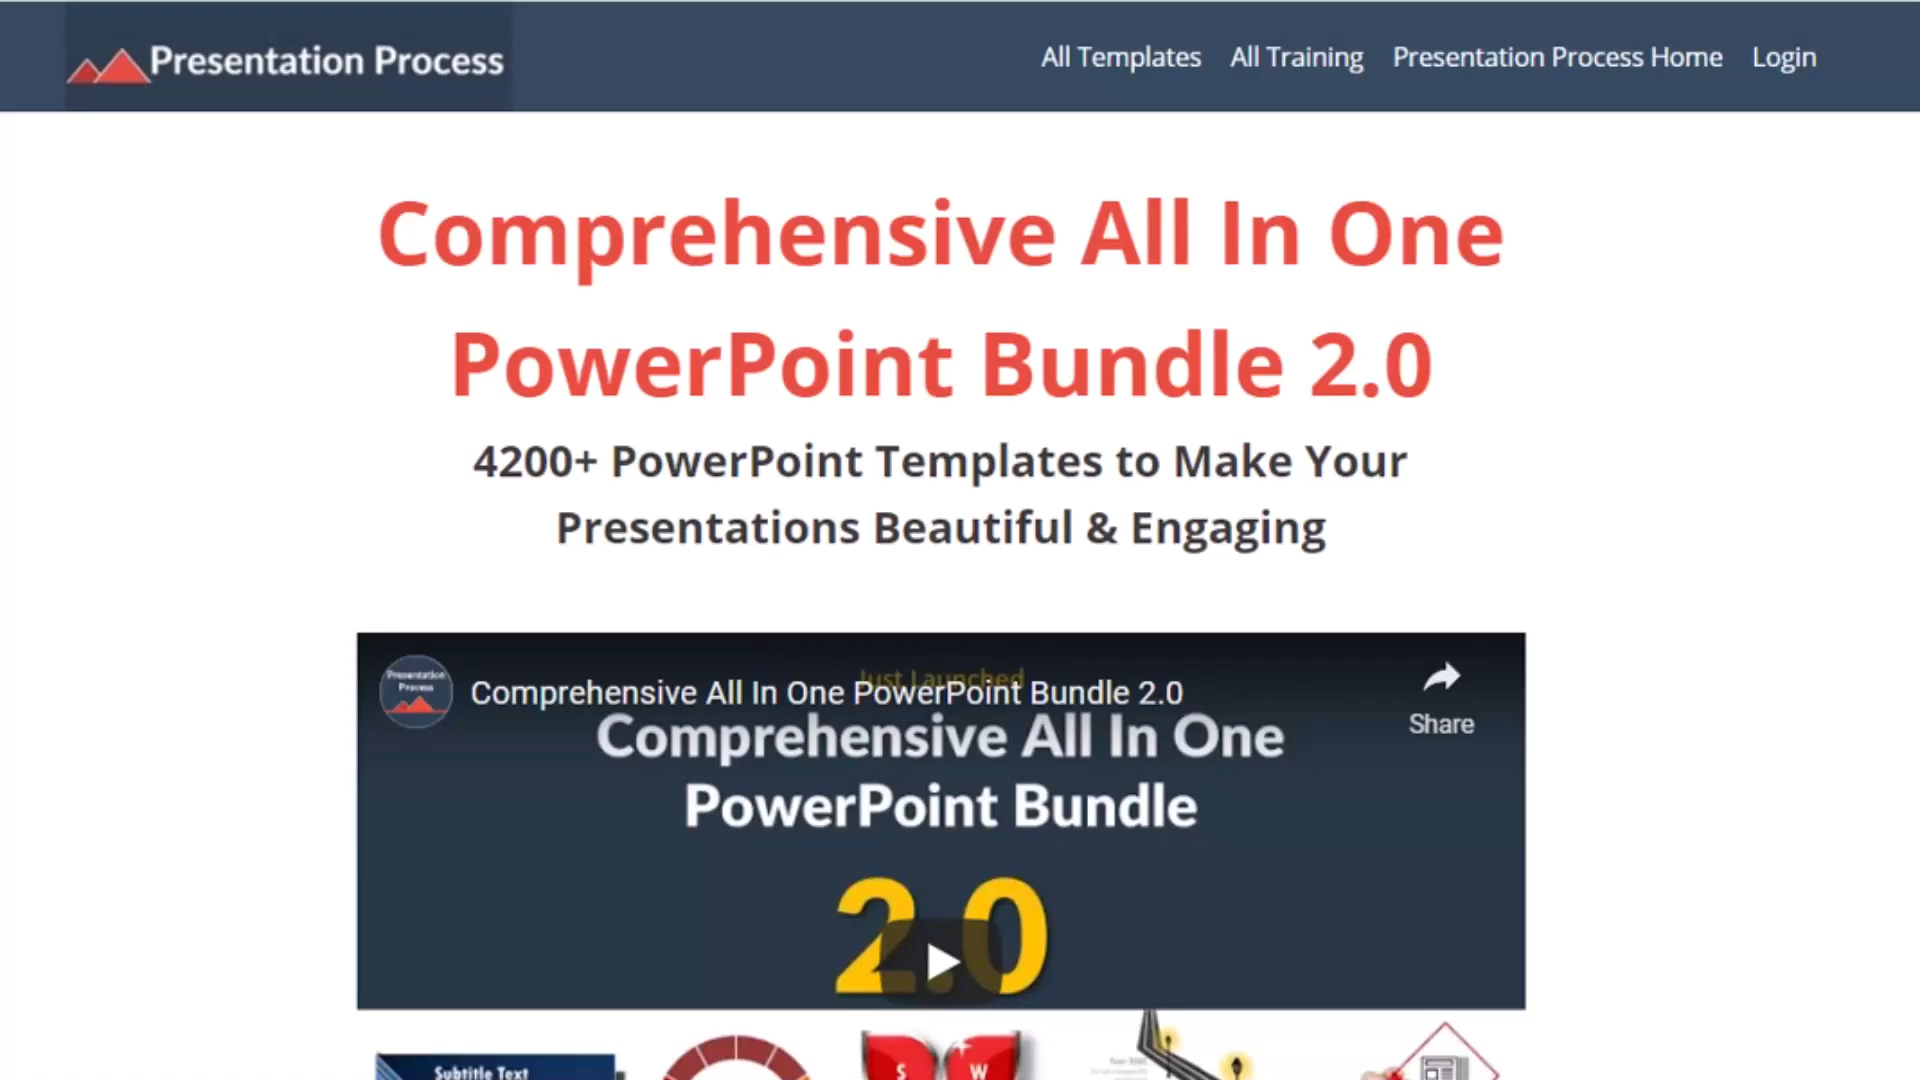 Presentation Process
All Templates All Training Presentation Process Home Login
Comprehensive All In One
PowerPoint Bundle 2.0
4200+ PowerPoint Templates to Make Your
Presentations Beautiful & Engaging
Presentation
Process
Just Launched
Comprehensive All In One PowerPoint Bundle 2.0
Share
Comprehensive All In One
PowerPoint Bundle
2.0
Subtitle Text
S W